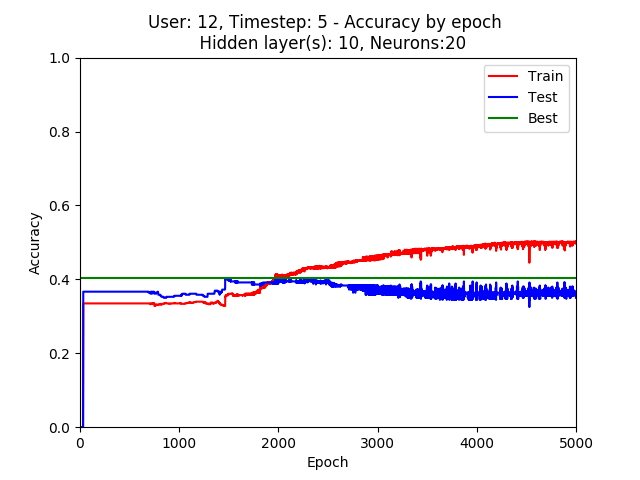 User: 12, Timestep: 5 - Accuracy by epoch
Hidden layer(s): 10, Neurons:20
1.0
Train
Test
Best
0.8
0.6
Accuracy
0.4
0.2
0.0
0 1000 2000 3000 4000 5000
Epoch